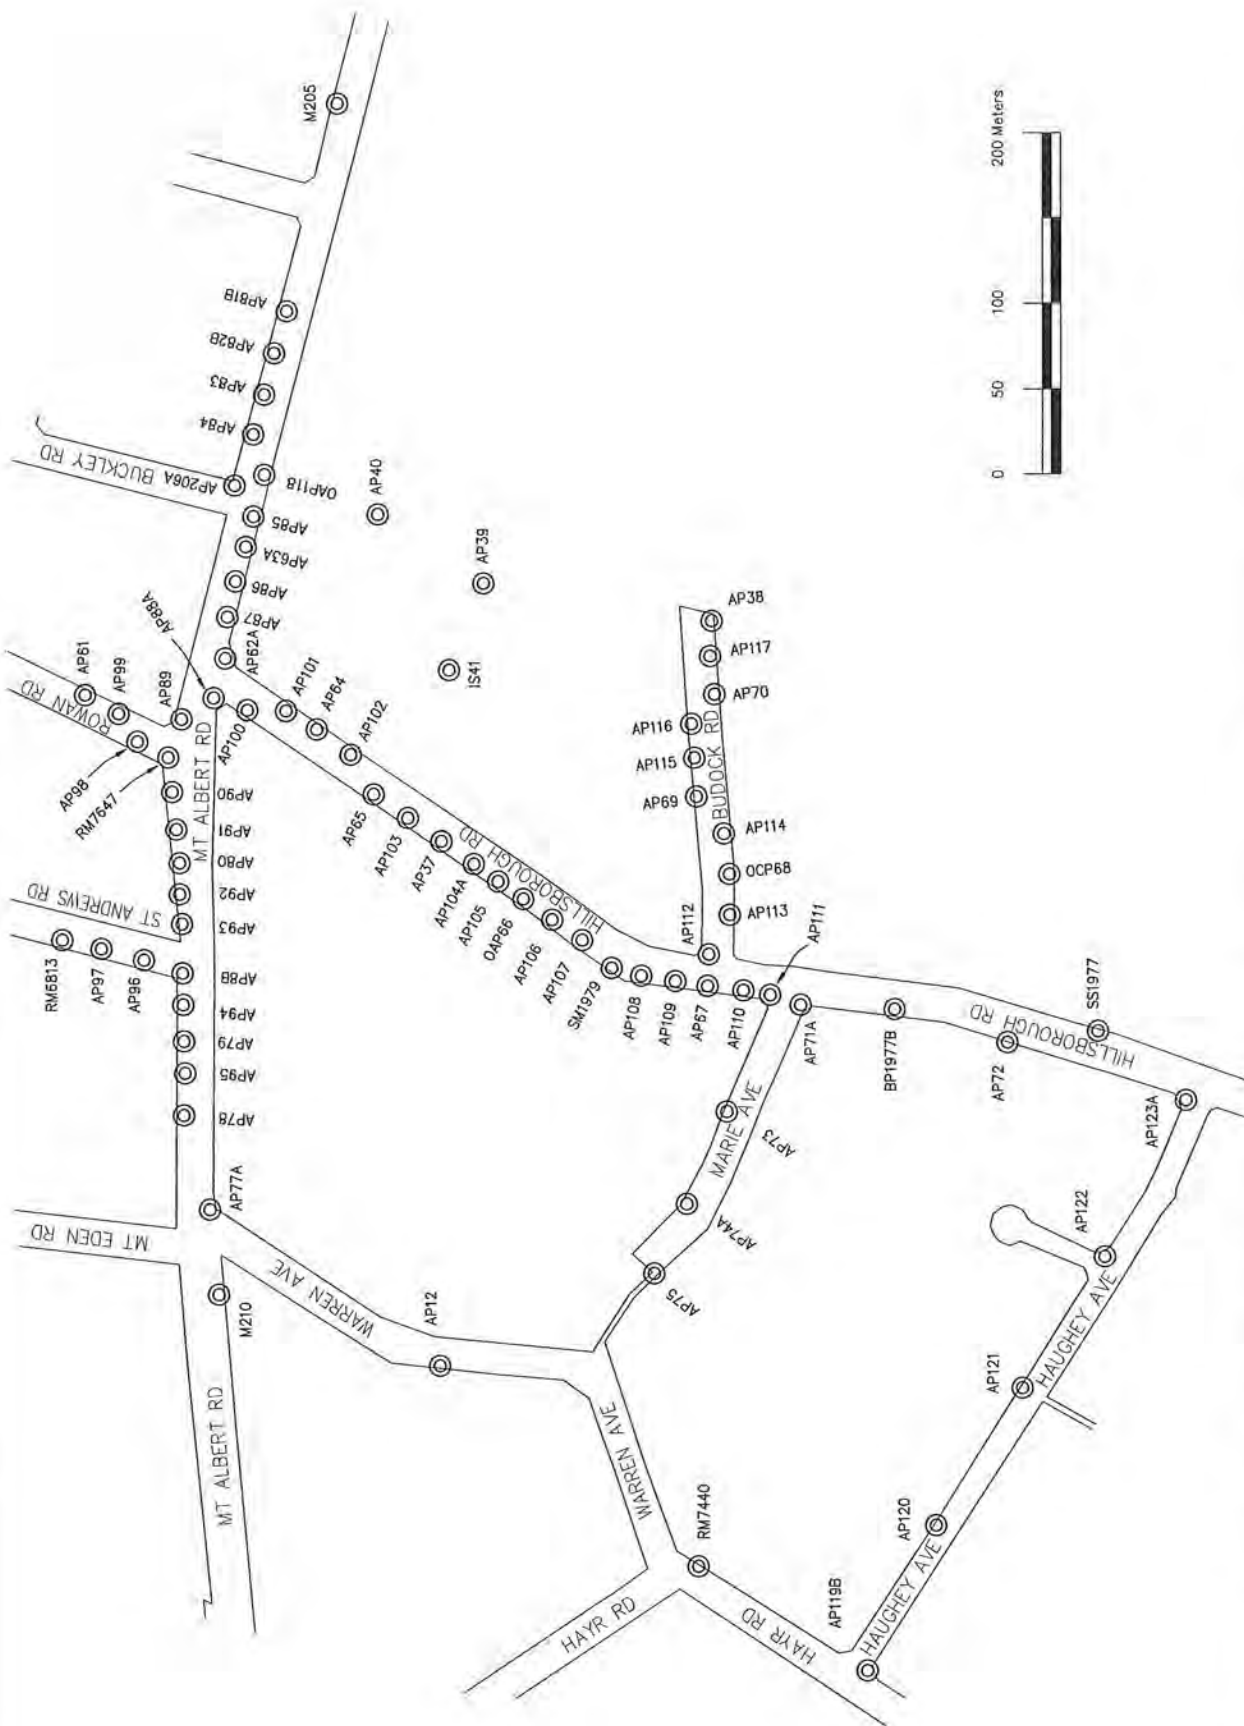 M205
AP81B
AP82B
AP83
AP84
BUCKLEY RD
AP206A
OAP118
AP40
AP85
AP63A
AP39
AP86
AP87
AP88A
AP62A
IS41
AP61
AP99
ROWAN RD
AP89
AP98
RM7647
MT ALBERT RD
AP100
AP101
AP64
AP102
AP90
AP91
AP80
AP92
AP93
ST ANDREWS RD
RM6813
AP97
AP96
AP8B
AP94
AP79
AP95
AP78
AP77A
MT EDEN RD
M210
MT ALBERT RD
WARREN AVE
AP12
AP65
AP103
AP37
AP104A
AP105
OAP66
AP106
AP107
SM1979
HILLSBOROUGH RD
AP108
AP109
AP67
AP110
AP111
AP112
AP38
AP117
AP70
AP116
AP115
AP69
BUDOCK RD
AP114
OCP68
AP113
AP71A
MARIE AVE
AP73
AP74A
AP75
BP1977B
HILLSBOROUGH RD
AP72
SS1977
AP123A
AP122
HAUGHEY AVE
AP121
AP120
HAUGHEY AVE
AP119B
WARREN AVE
RM7440
HAYR RD
HAYR RD
0
50
100
200 Meters